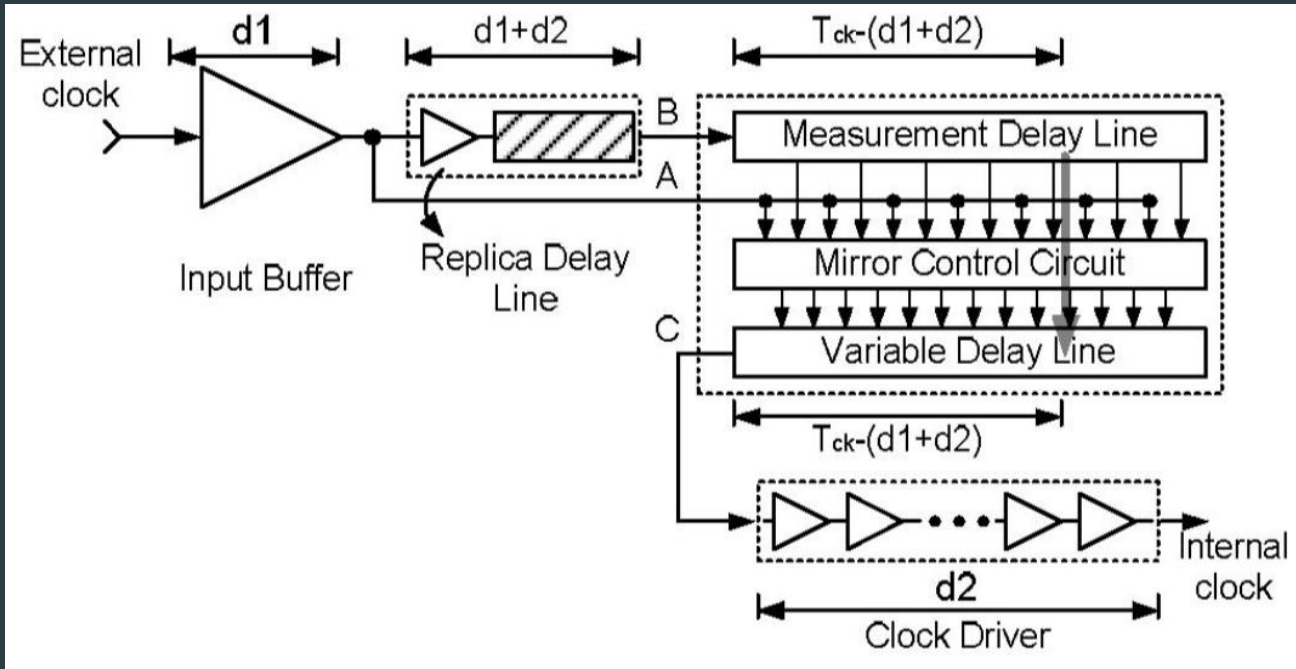 d1
d1+d2
Tck-(d1+d2)
External
clock
B
Measurement Delay Line
A
Mirror Control Circuit
Input Buffer
Replica Delay
Line
C
Variable Delay Line
Tck-(d1+d2)
Internal
clock
d2
Clock Driver